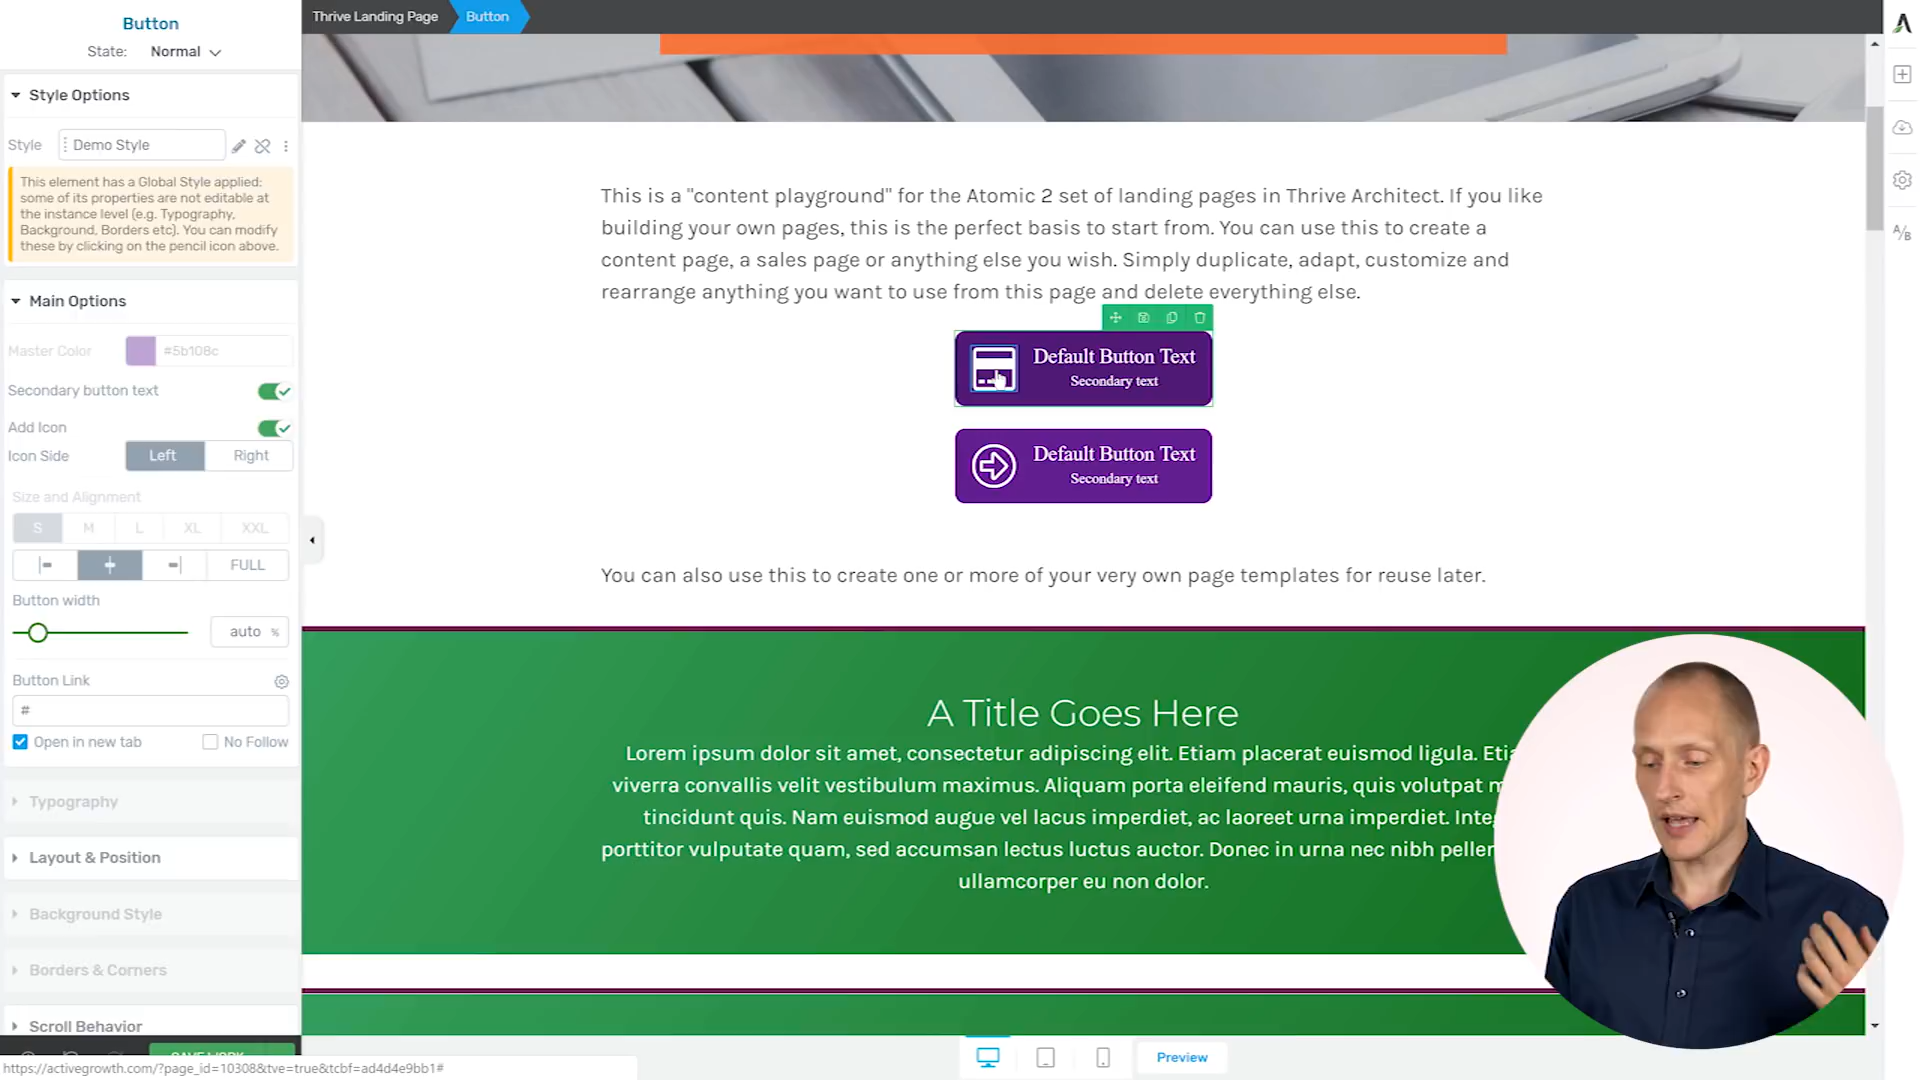 Button
State: Normal
Style Options
Style Demo Style
This element has a Global Style applied:
some of its properties are not editable
at the instance level (e.g. Typography,
Background, Borders etc). You can modify
these by clicking on the pencil icon above.
Main Options
Master Color #5b108c
Secondary button text
Add Icon
Icon Side Left Right
Size and Alignment
S M L XL XXL
FULL
Button width
auto %
Button Link
#
Open in new tab No Follow
Typography
Layout & Position
Background Style
Borders & Corners
Scroll Behavior
SAVE WORK
https://activegrowth.com/?page_id=10308&tve=true&tcbf=ad4d4e9bb1#
Thrive Landing Page Button
This is a "content playground" for the Atomic 2 set of landing pages in Thrive Architect. If you like
building your own pages, this is the perfect basis to start from. You can use this to create a
content page, a sales page or anything else you wish. Simply duplicate, adapt, customize and
rearrange anything you want to use from this page and delete everything else.
Default Button Text
Secondary text
Default Button Text
Secondary text
You can also use this to create one or more of your very own page templates for reuse later.
A Title Goes Here
Lorem ipsum dolor sit amet, consectetur adipiscing elit. Etiam placerat euismod ligula. Etia
viverra convallis velit vestibulum maximus. Aliquam porta eleifend mauris, quis volutpat m
tincidunt quis. Nam euismod augue vel lacus imperdiet, ac laoreet urna imperdiet. Integ
porttitor vulputate quam, sed accumsan lectus luctus auctor. Donec in urna nec nibh pellen
ullamcorper eu non dolor.
Preview
A/B